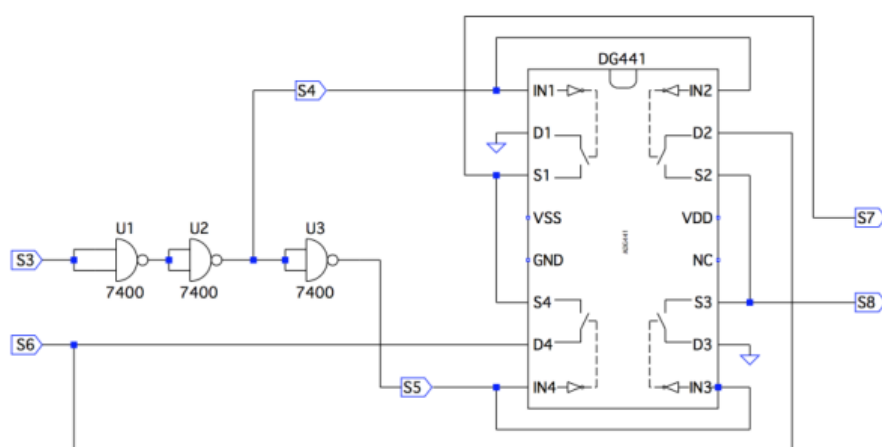 DG441
S4
IN1
IN2
D1
D2
S1
S2
S7
U1
U2
U3
VSS
VDD
S3
7400
7400
7400
GND
ADG441
NC
S4
S3
S8
S6
D4
D3
S5
IN4
IN3